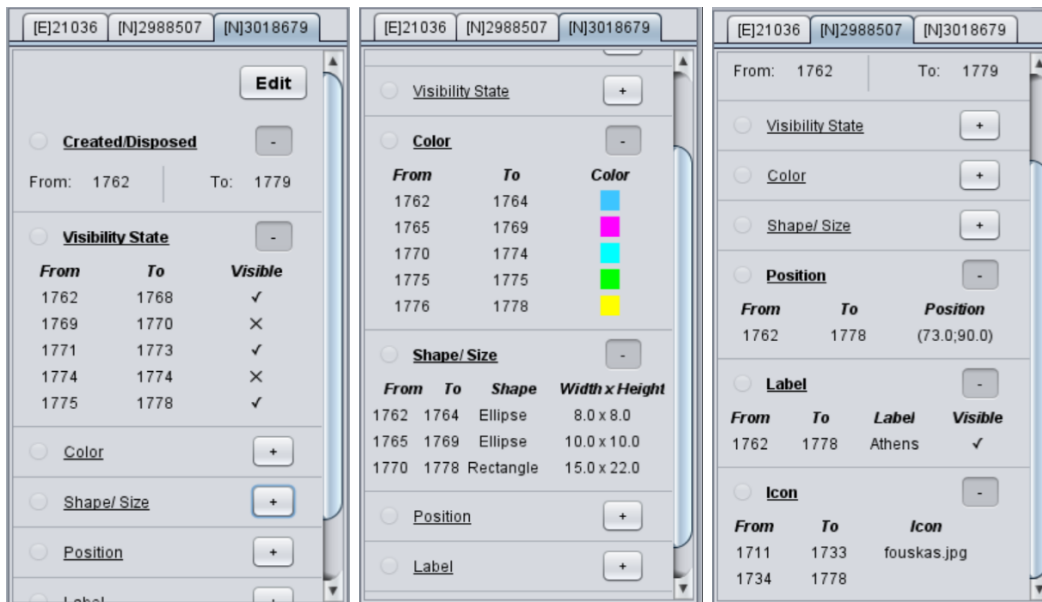 [E]21036 [N]2988507 [N]3018679
Edit
Created/Disposed -
From: 1762 To: 1779
Visibility State -
From To Visible
1762 1768 ✓
1769 1770 ✕
1771 1773 ✓
1774 1774 ✕
1775 1778 ✓
Color +
Shape/ Size +
Position +
Label +
[E]21036 [N]2988507 [N]3018679
Visibility State +
Color -
From To Color
1762 1764
1765 1769
1770 1774
1775 1775
1776 1778
Shape/ Size -
From To Shape Width x Height
1762 1764 Ellipse 8.0 x 8.0
1765 1769 Ellipse 10.0 x 10.0
1770 1778 Rectangle 15.0 x 22.0
Position +
Label +
[E]21036 [N]2988507 [N]3018679
From: 1762 To: 1779
Visibility State +
Color +
Shape/ Size +
Position -
From To Position
1762 1778 (73.0;90.0)
Label -
From To Label Visible
1762 1778 Athens ✓
Icon -
From To Icon
1711 1733 fouskas.jpg
1734 1778